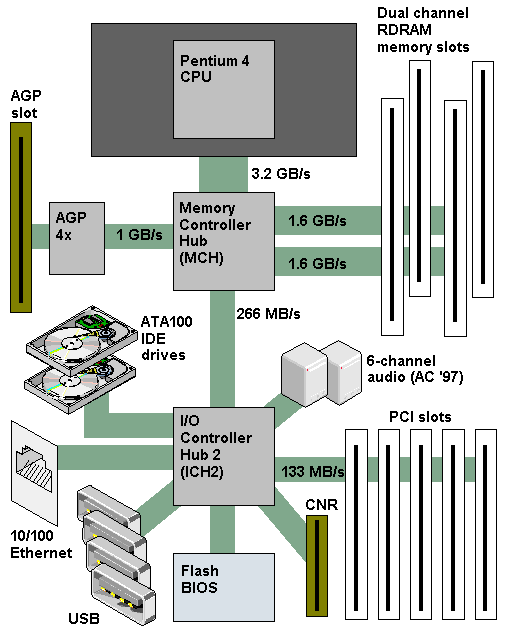 Dual channel
RDRAM
memory slots
Pentium 4
CPU
AGP
slot
3.2 GB/s
AGP
4x
1 GB/s
Memory
Controller
Hub
(MCH)
1.6 GB/s
1.6 GB/s
266 MB/s
ATA100
IDE
drives
6-channel
audio (AC '97)
I/O
Controller
Hub 2
(ICH2)
PCI slots
133 MB/s
10/100
Ethernet
CNR
USB
Flash
BIOS